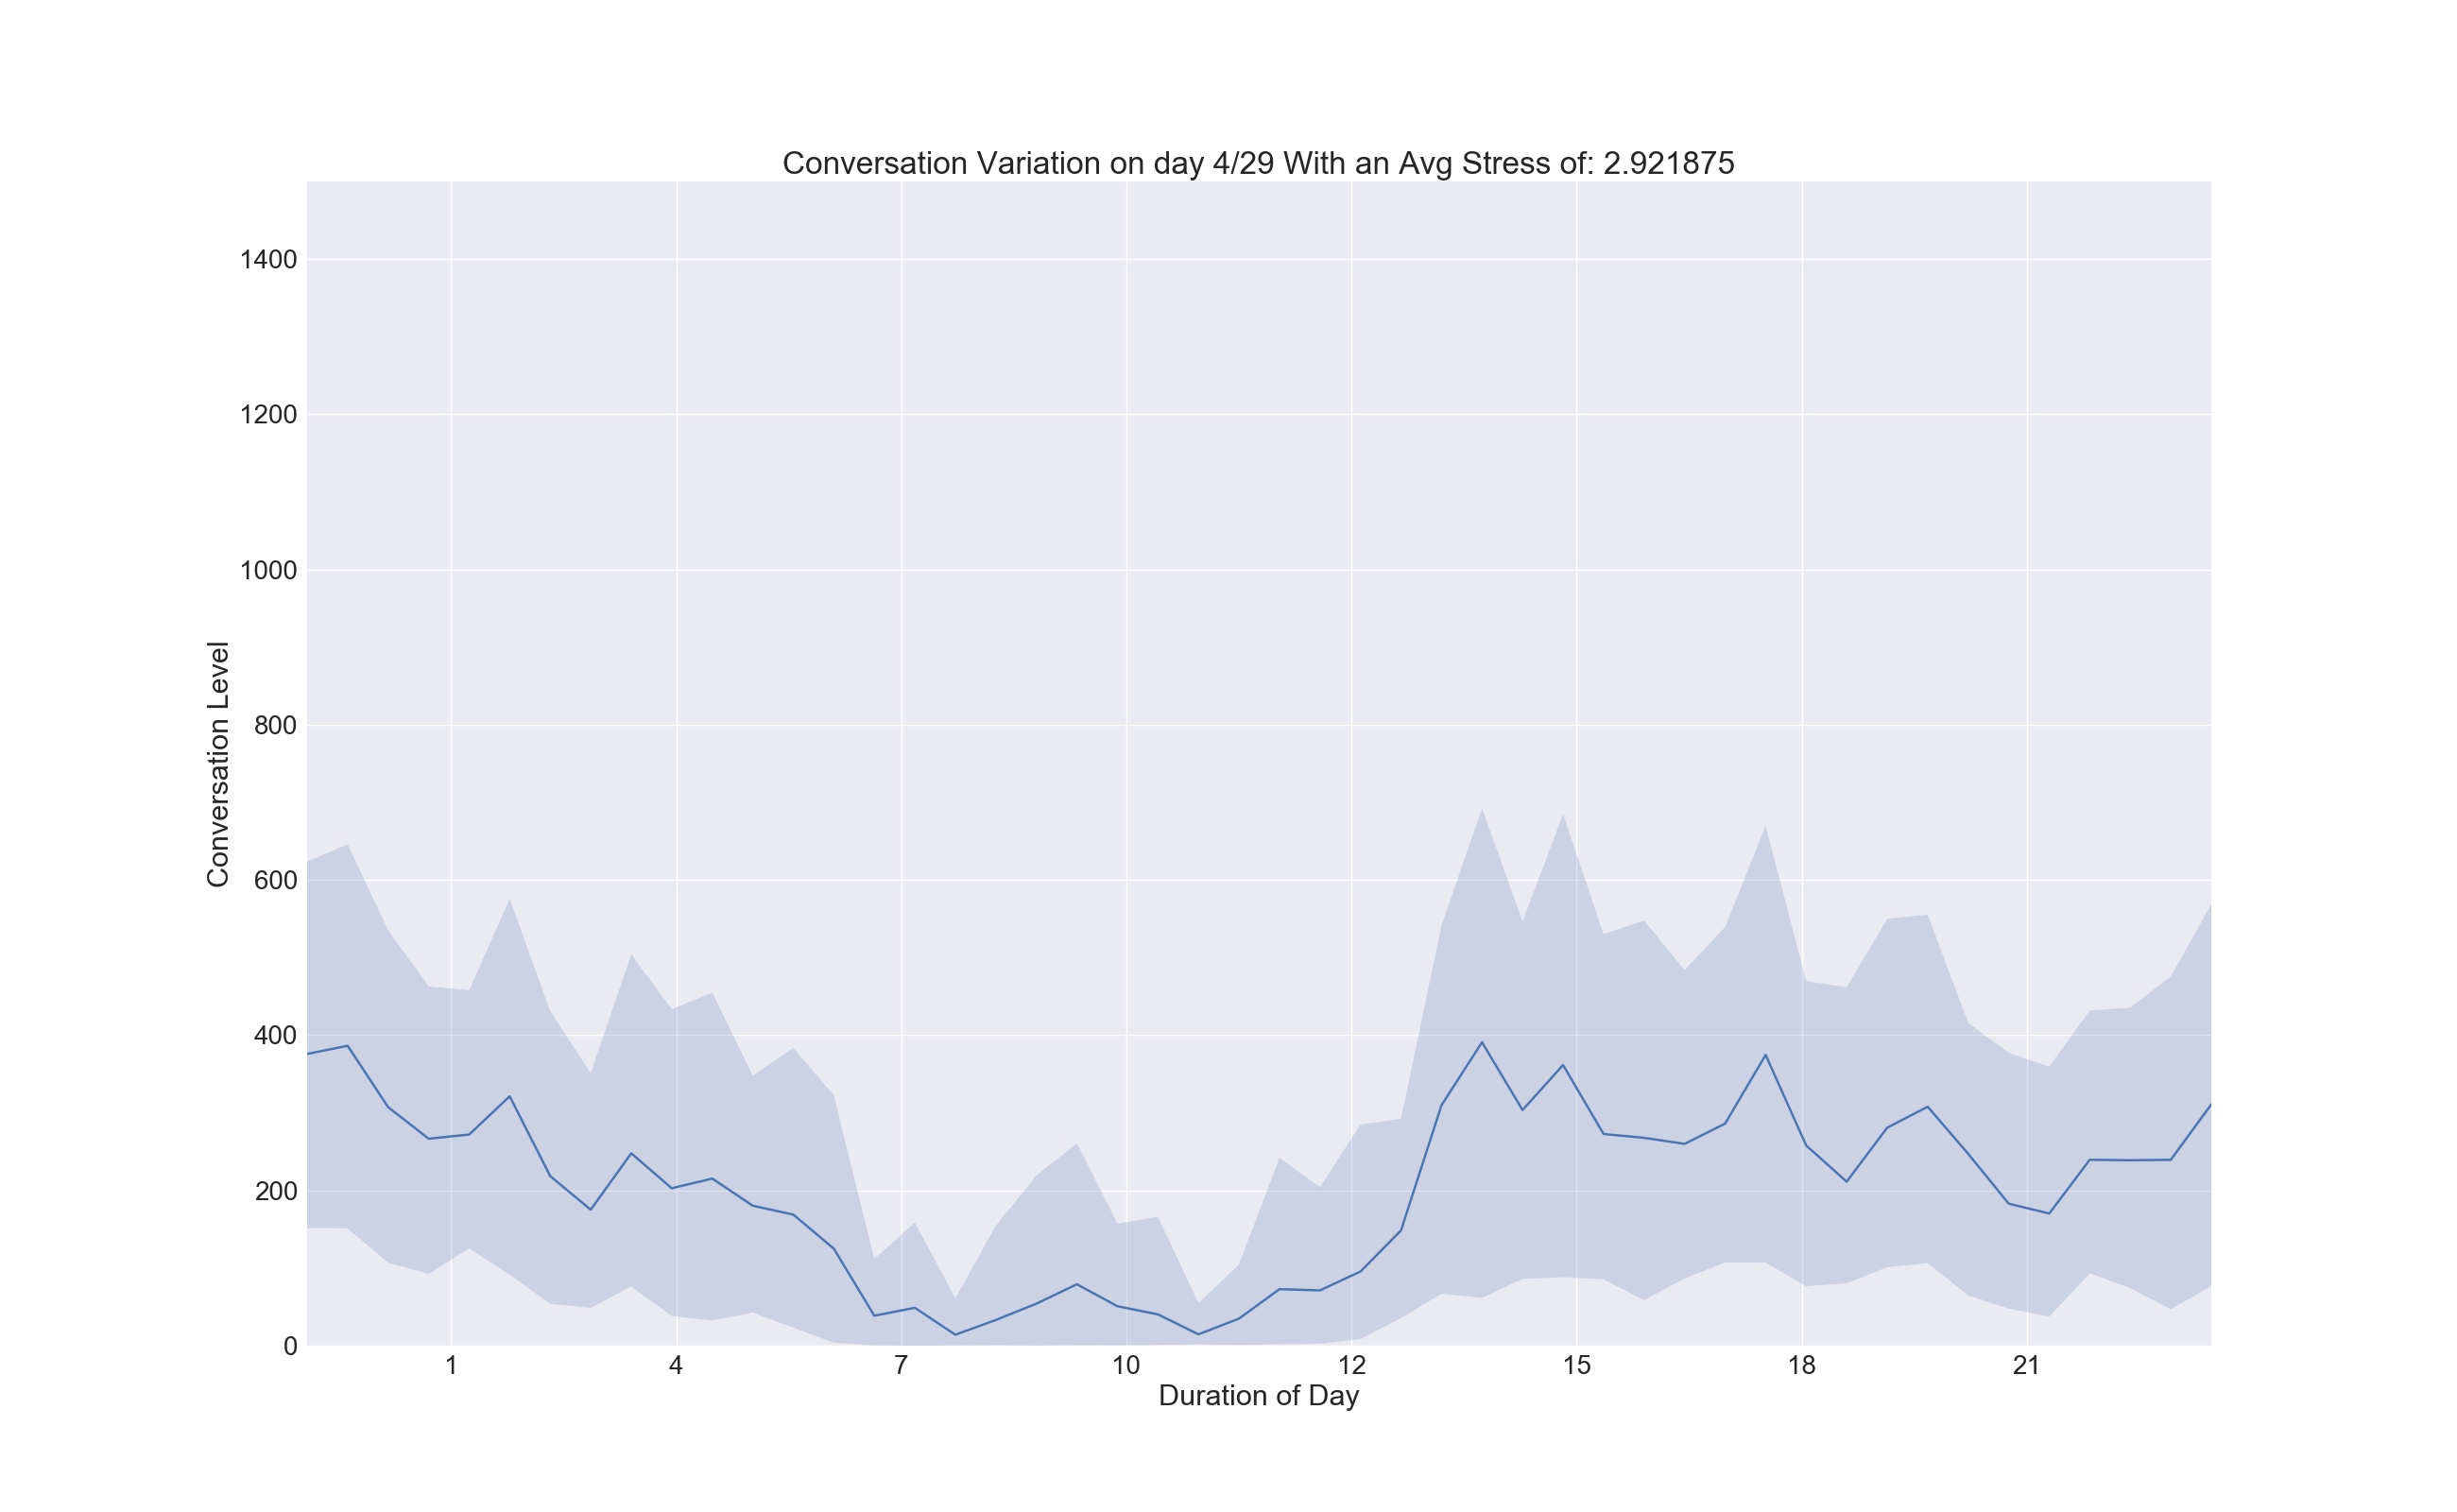 Conversation Variation on day 4/29 With an Avg Stress of: 2.921875
1400
1200
1000
800
600
400
200
0
Conversation Level
1 4 7 10 12 15 18 21
Duration of Day